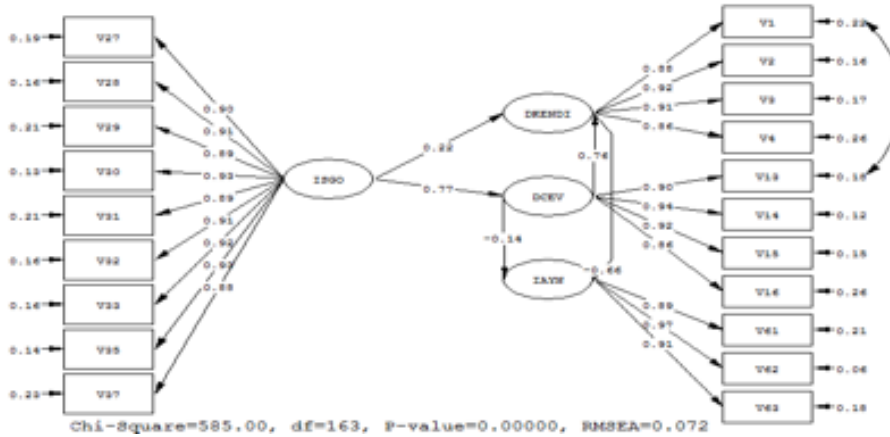 0.19 V27 0.90
0.16 V28 0.91
0.21 V29 0.89
0.13 V30 0.93
0.21 V31 0.89
0.16 V32 0.91
0.16 V33 0.92
0.14 V35 0.93
0.23 V37 0.88
ISGO
0.22
0.77
DRENDI
0.76
DCEV
-0.14
-0.66
0.88 V1 0.22
0.92 V2 0.16
0.91 V3 0.17
0.86 V4 0.26
0.90 V13
0.94 V14 0.12
0.92 V15 0.15
0.86 V16 0.26
0.89 V61 0.21
0.97 V62 0.06
0.91 V63 0.18
Chi-Square=585.00, df=163, P-value=0.00000, RMSEA=0.072